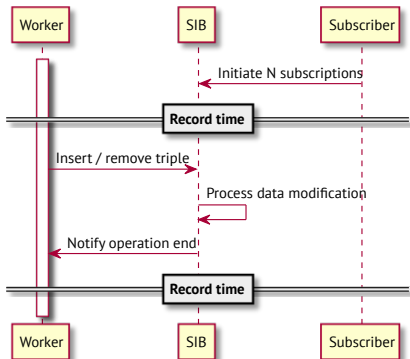 Worker SIB Subscriber
Initiate N subscriptions
Record time
Insert / remove triple
Process data modification
Notify operation end
Record time
Worker SIB Subscriber